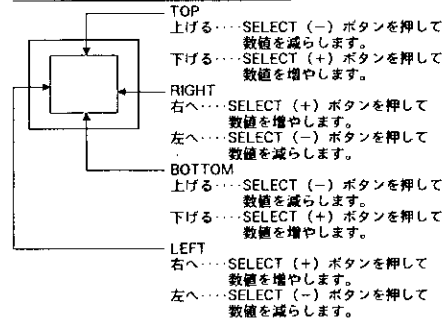 TOP
上げる････SELECT (－) ボタンを押して
数値を減らします。
下げる････SELECT (＋) ボタンを押して
数値を増やします。
RIGHT
右へ････SELECT (＋) ボタンを押して
数値を増やします。
左へ････SELECT (－) ボタンを押して
数値を減らします。
BOTTOM
上げる････SELECT (－) ボタンを押して
数値を減らします。
下げる････SELECT (＋) ボタンを押して
数値を増やします。
LEFT
右へ････SELECT (＋) ボタンを押して
数値を増やします。
左へ････SELECT (－) ボタンを押して
数値を減らします。